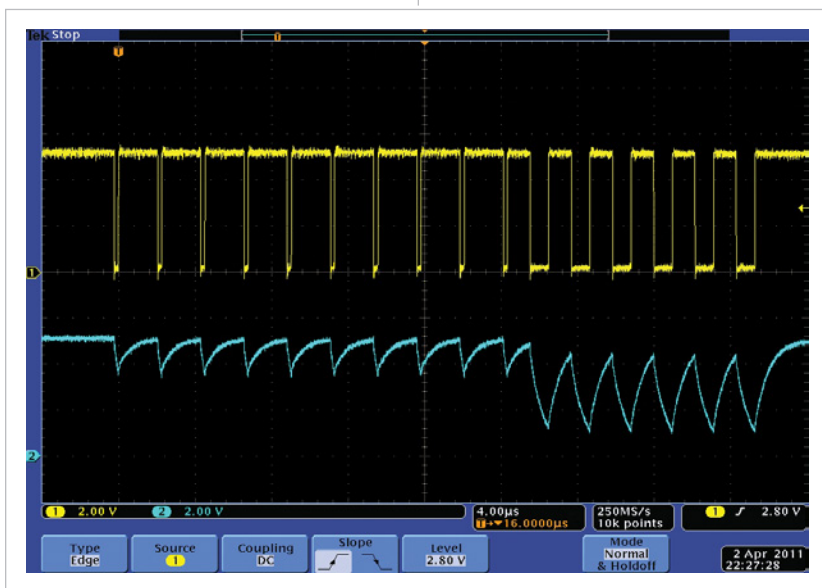 Tek Stop
T
1
2
1 2.00 V 2 2.00 V
4.00µs
T→▼16.0000µs
250MS/s
10k points
1 2.80 V
Type
Edge
Source
1
Coupling
DC
Slope
Level
2.80 V
Mode
Normal
& Holdoff
2 Apr 2011
22:27:28